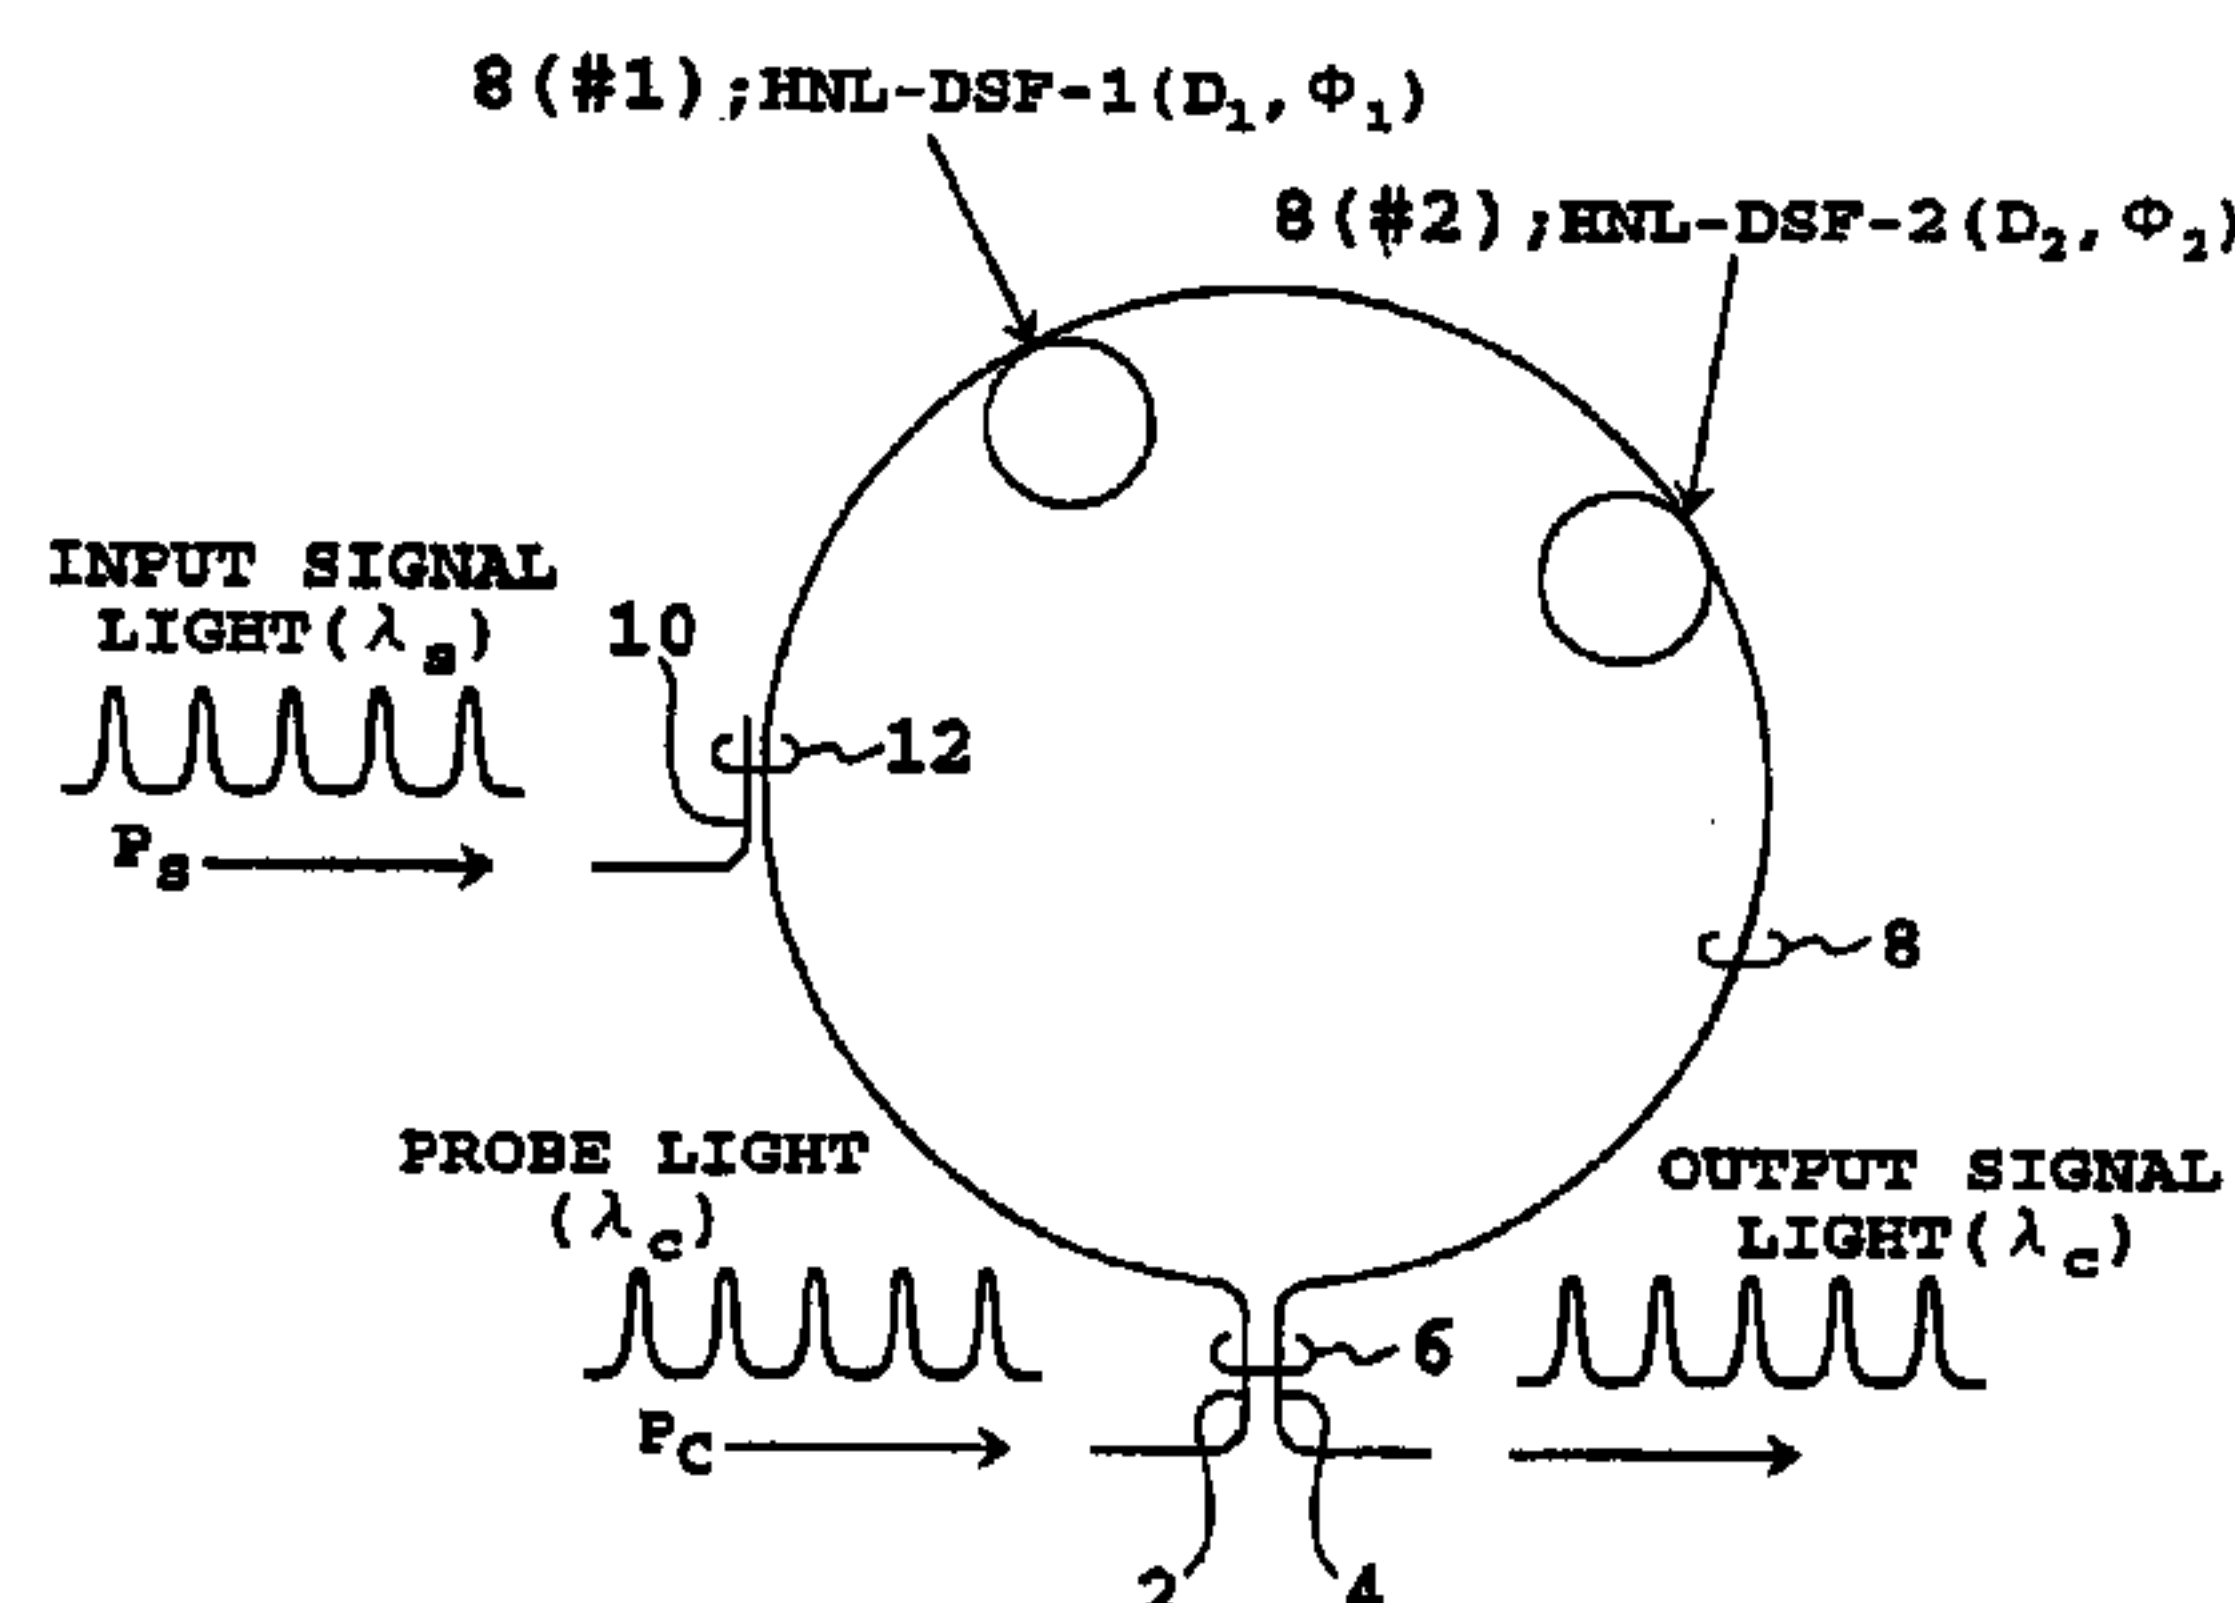 8(#1);HNL-DSF-1(D₁,Φ₁)
8(#2);HNL-DSF-2(D₂,Φ₂)
INPUT SIGNAL
LIGHT(λs)
10
12
Ps
8
PROBE LIGHT
(λc)
OUTPUT SIGNAL
LIGHT(λc)
6
Pc
2
4